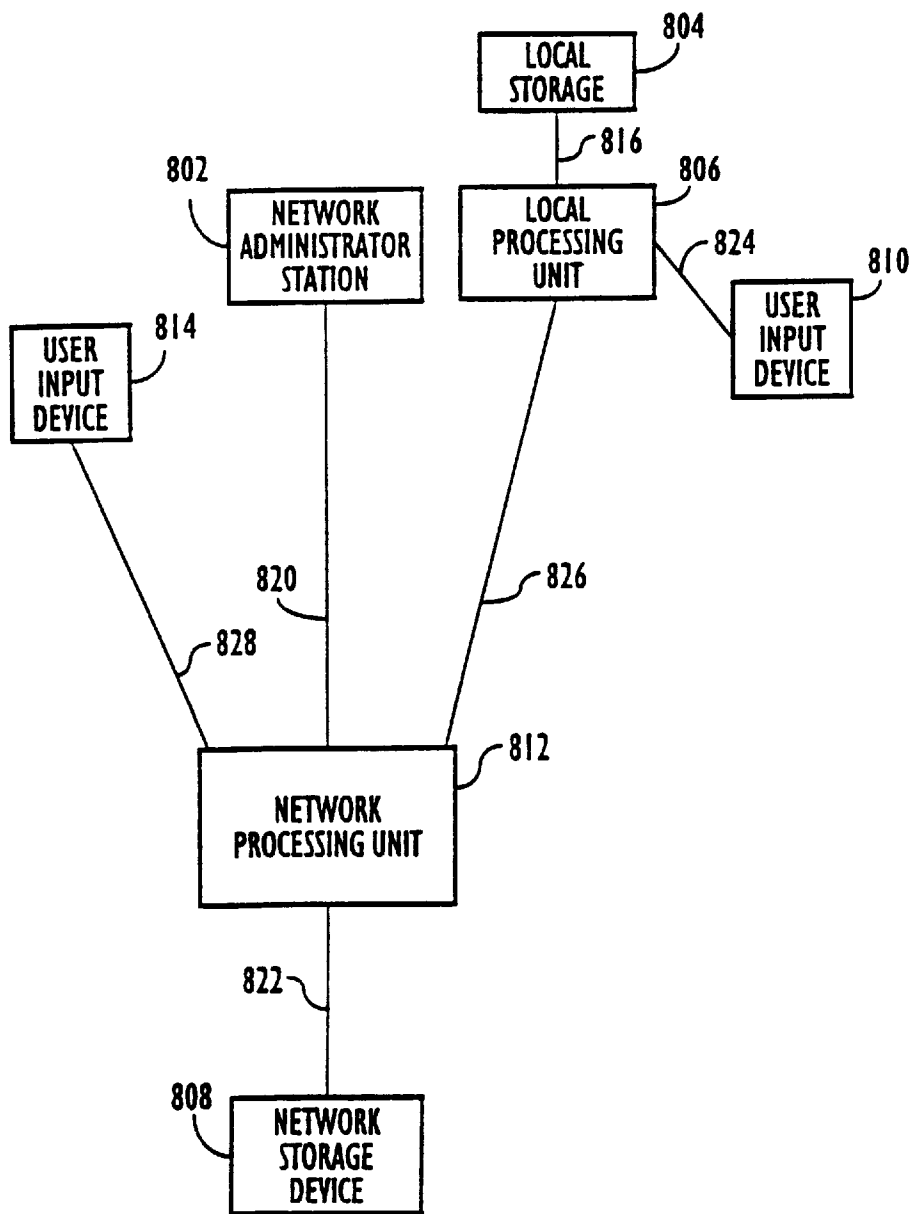 804
LOCAL
STORAGE
816
802
806
NETWORK
ADMINISTRATOR
STATION
LOCAL
PROCESSING
UNIT
824
810
814
USER
INPUT
DEVICE
USER
INPUT
DEVICE
820
826
828
812
NETWORK
PROCESSING UNIT
822
808
NETWORK
STORAGE
DEVICE